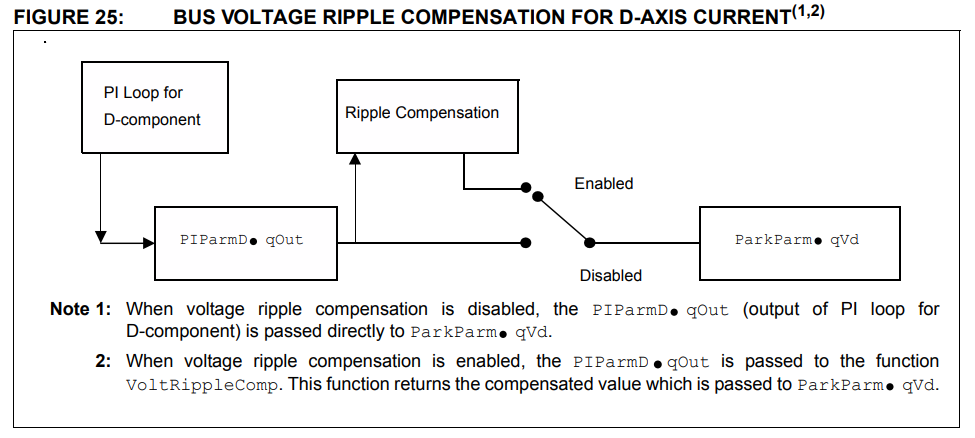 FIGURE 25: BUS VOLTAGE RIPPLE COMPENSATION FOR D-AXIS CURRENT(1,2)
PI Loop for
D-component
Ripple Compensation
Enabled
PIParmD● qOut
ParkParm● qVd
Disabled
Note 1: When voltage ripple compensation is disabled, the PIParmD● qOut (output of PI loop for
D-component) is passed directly to ParkParm● qVd.
2: When voltage ripple compensation is enabled, the PIParmD ● qOut is passed to the function
VoltRippleComp. This function returns the compensated value which is passed to ParkParm● qVd.